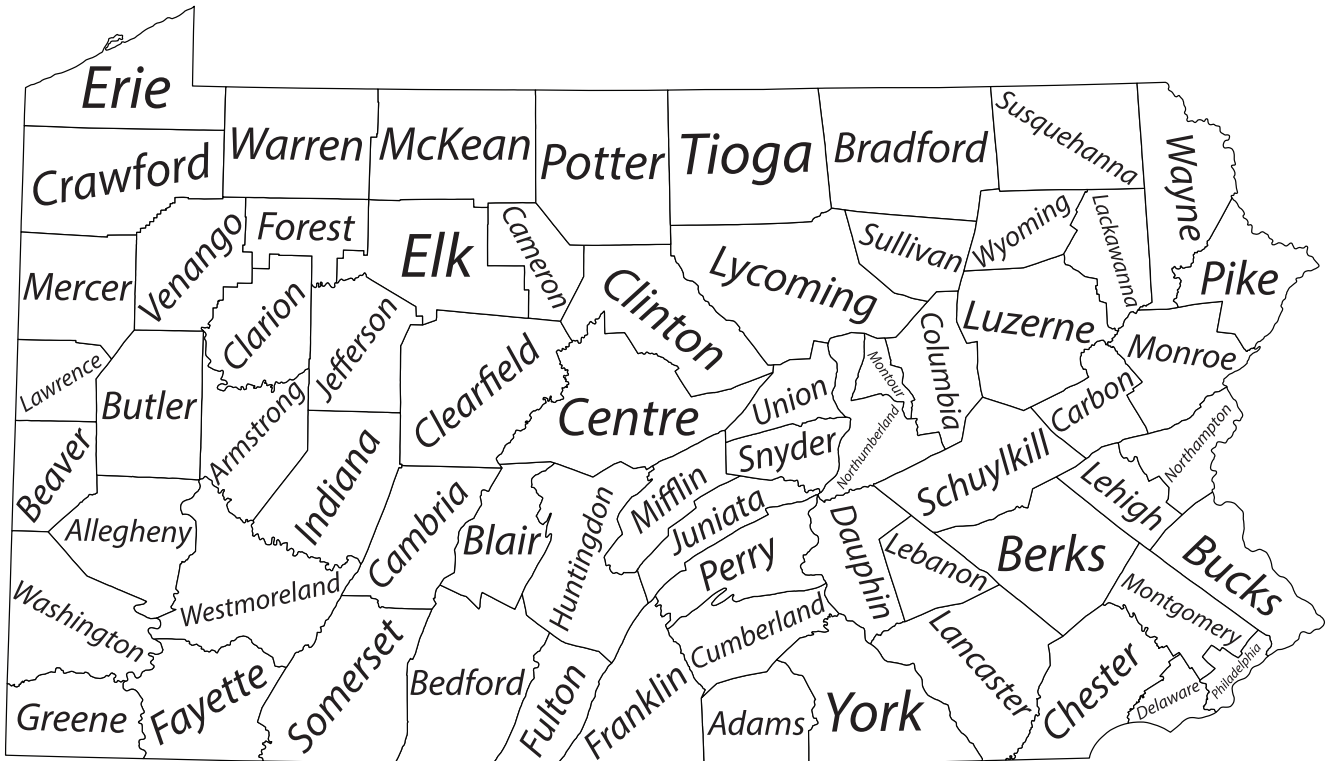 Erie
Warren
McKean
Potter
Tioga
Bradford
Susquehanna
Wayne
Crawford
Forest
Elk
Cameron
Sullivan
Wyoming
Lackawanna
Pike
Mercer
Venango
Clarion
Jefferson
Clinton
Lycoming
Columbia
Luzerne
Monroe
Lawrence
Butler
Armstrong
Clearfield
Centre
Union
Montour
Northumberland
Carbon
Northampton
Beaver
Indiana
Snyder
Schuylkill
Lehigh
Allegheny
Cambria
Blair
Huntingdon
Mifflin
Juniata
Perry
Dauphin
Lebanon
Berks
Bucks
Washington
Westmoreland
Cumberland
Montgomery
Lancaster
Chester
Philadelphia
Delaware
Greene
Fayette
Somerset
Bedford
Fulton
Franklin
Adams
York